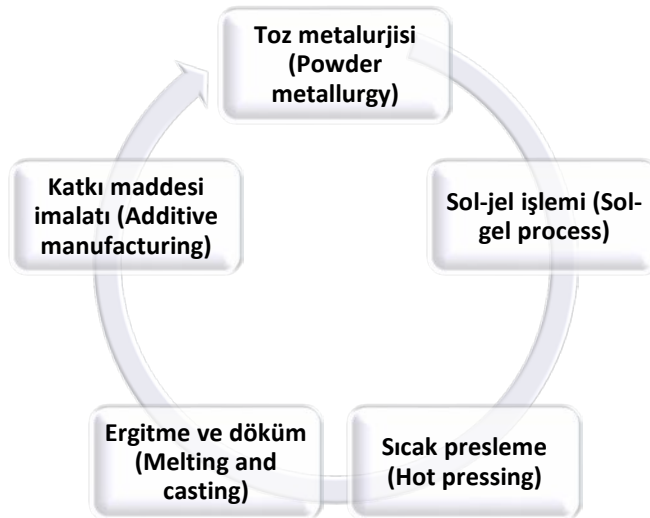 Toz metalurjisi
(Powder
metallurgy)
Sol-jel işlemi (Sol-
gel process)
Sıcak presleme
(Hot pressing)
Ergitme ve döküm
(Melting and
casting)
Katkı maddesi
imalatı (Additive
manufacturing)